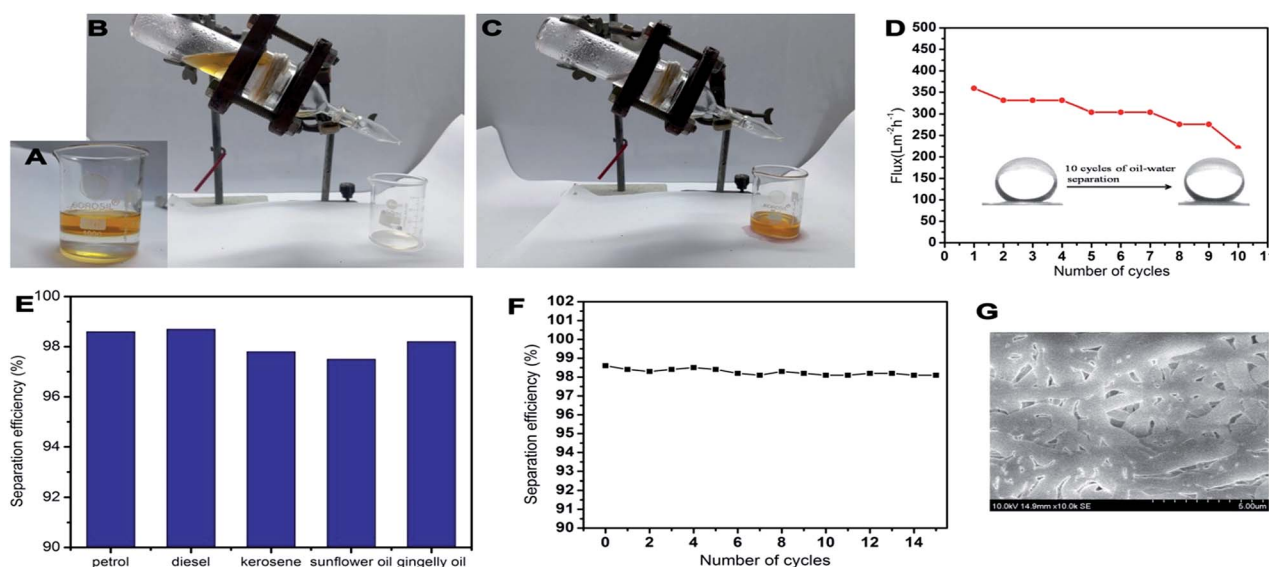 A
B
C
BOROSIL
D
500
450
400
350
300
250
200
150
100
50
0
Flux(Lm⁻²h⁻¹)
10 cycles of oil-water
separation
0 1 2 3 4 5 6 7 8 9 10 11
Number of cycles
E
100
98
96
94
92
90
Separation efficiency (%)
petrol diesel kerosene sunflower oil gingelly oil
F
102
101
100
99
98
97
96
95
94
93
92
91
90
Separation efficiency (%)
0 2 4 6 8 10 12 14
Number of cycles
G
10.0kV 14.9mm x10.0k SE 5.00um